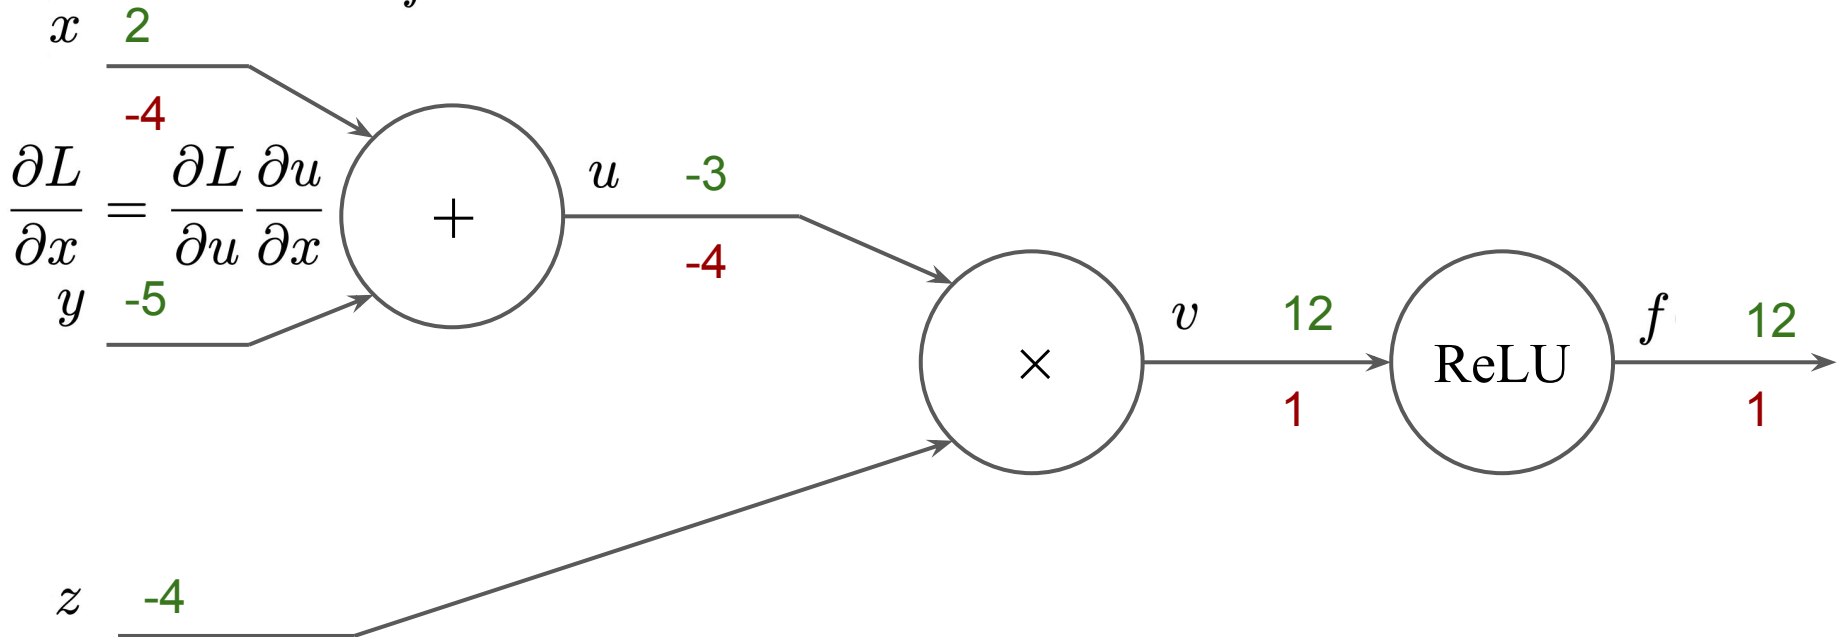 x 2
-4
∂L/∂x = ∂L/∂u ∂u/∂x
+
u -3
-4
y -5
×
v 12
1
ReLU
f 12
1
z -4